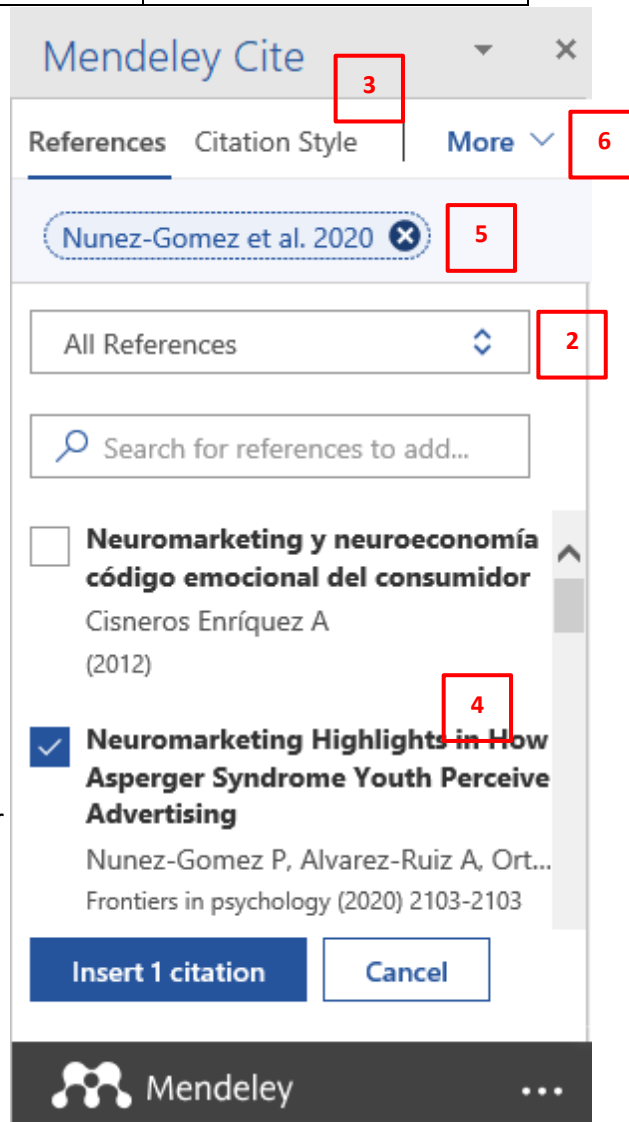 Mendeley Cite
3
References Citation Style More
6
Nunez-Gomez et al. 2020
5
All References
2
Search for references to add...
Neuromarketing y neuroeconomía
código emocional del consumidor
Cisneros Enríquez A
(2012)
4
Neuromarketing Highlights in How
Asperger Syndrome Youth Perceive
Advertising
Nunez-Gomez P, Alvarez-Ruiz A, Ort...
Frontiers in psychology (2020) 2103-2103
Insert 1 citation Cancel
Mendeley
...